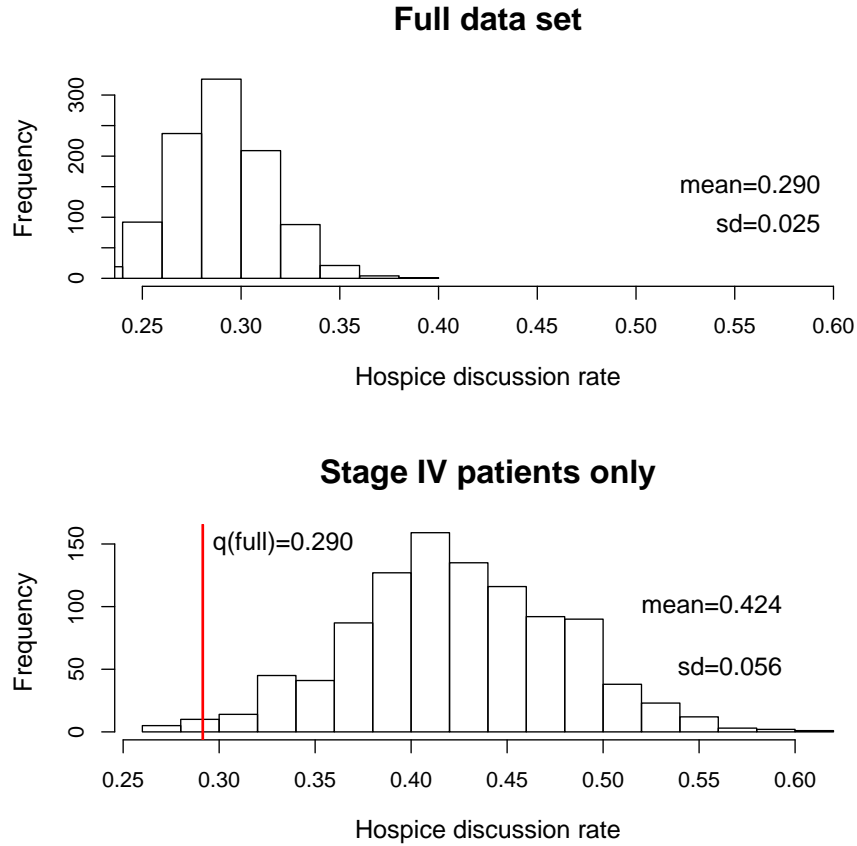 Full data set
Frequency
300
200
100
0
mean=0.290
sd=0.025
0.25 0.30 0.35 0.40 0.45 0.50 0.55 0.60
Hospice discussion rate
Stage IV patients only
Frequency
150
100
50
0
q(full)=0.290
mean=0.424
sd=0.056
0.25 0.30 0.35 0.40 0.45 0.50 0.55 0.60
Hospice discussion rate